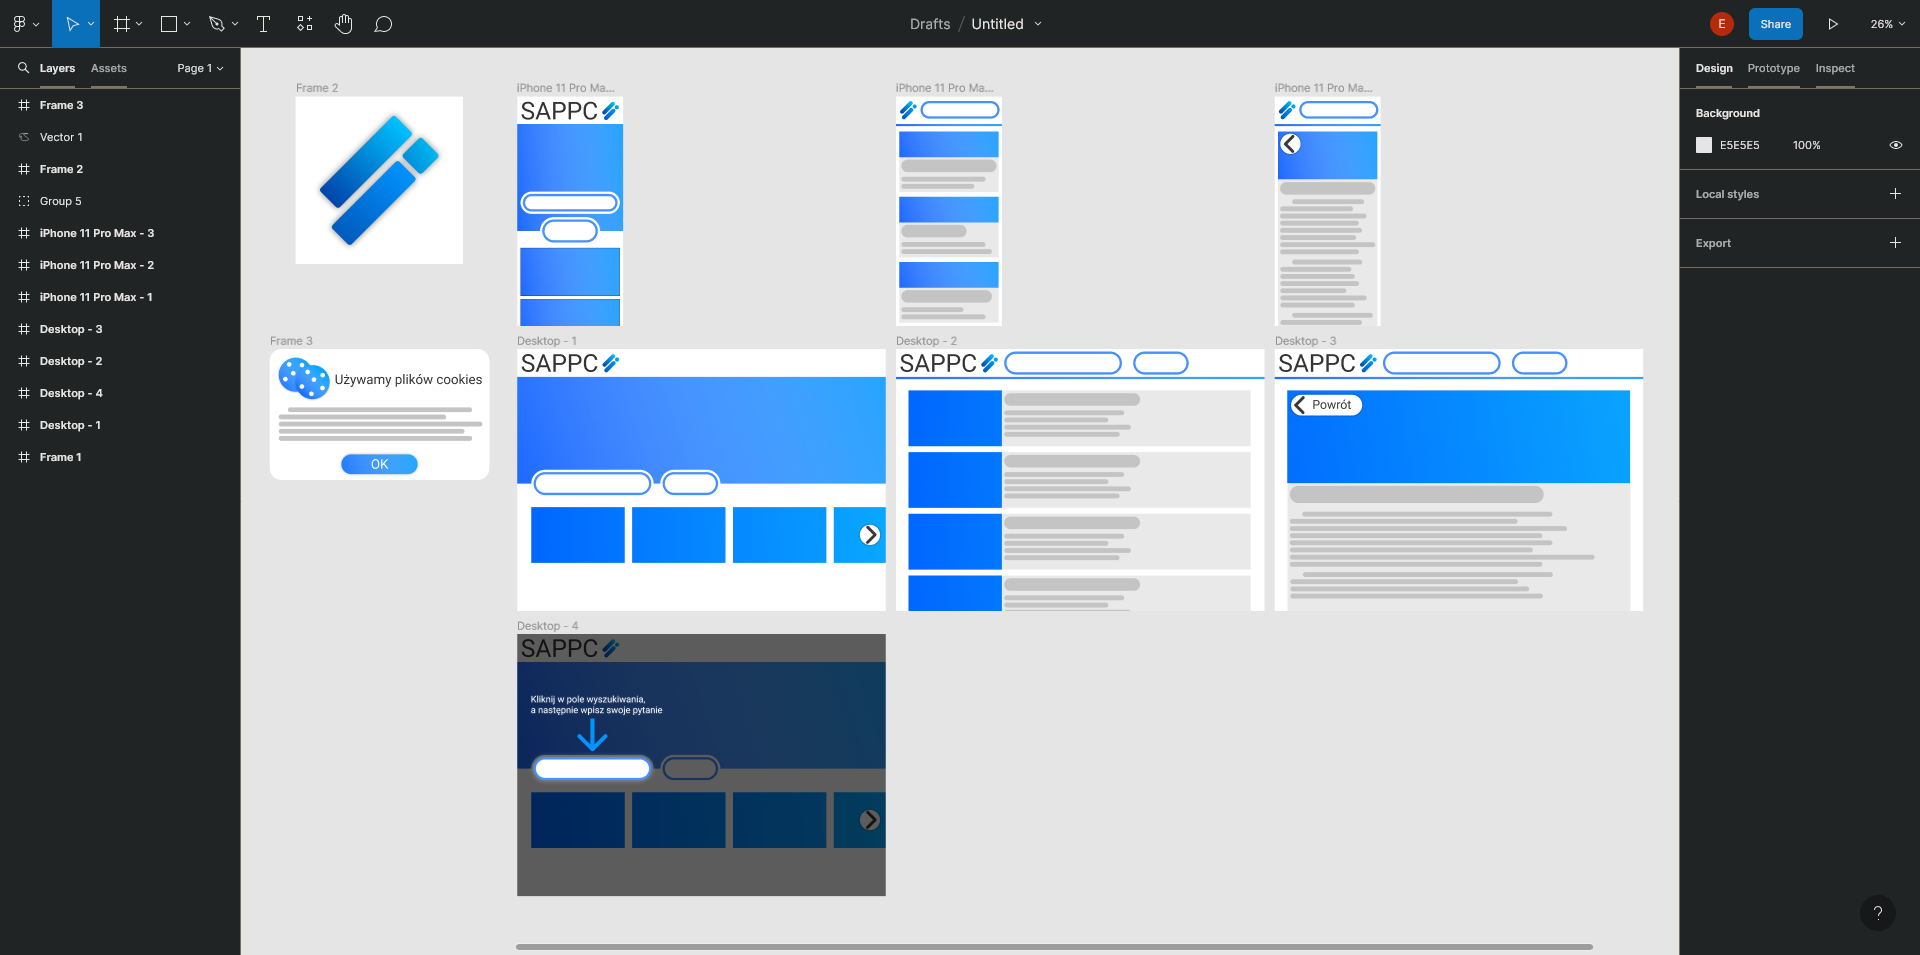 Drafts / Untitled
E
Share
26%
Layers
Assets
Page 1
Frame 3
Vector 1
Frame 2
Group 5
iPhone 11 Pro Max - 3
iPhone 11 Pro Max - 2
iPhone 11 Pro Max - 1
Desktop - 3
Desktop - 2
Desktop - 4
Desktop - 1
Frame 1
Frame 2
iPhone 11 Pro Ma...
iPhone 11 Pro Ma...
iPhone 11 Pro Ma...
SAPPC
Frame 3
Używamy plików cookies
OK
Desktop - 1
SAPPC
Desktop - 2
SAPPC
Desktop - 3
SAPPC
Powrót
Desktop - 4
SAPPC
Kliknij w pole wyszukiwania,
a następnie wpisz swoje pytanie
Design
Prototype
Inspect
Background
E5E5E5
100%
Local styles
Export
?